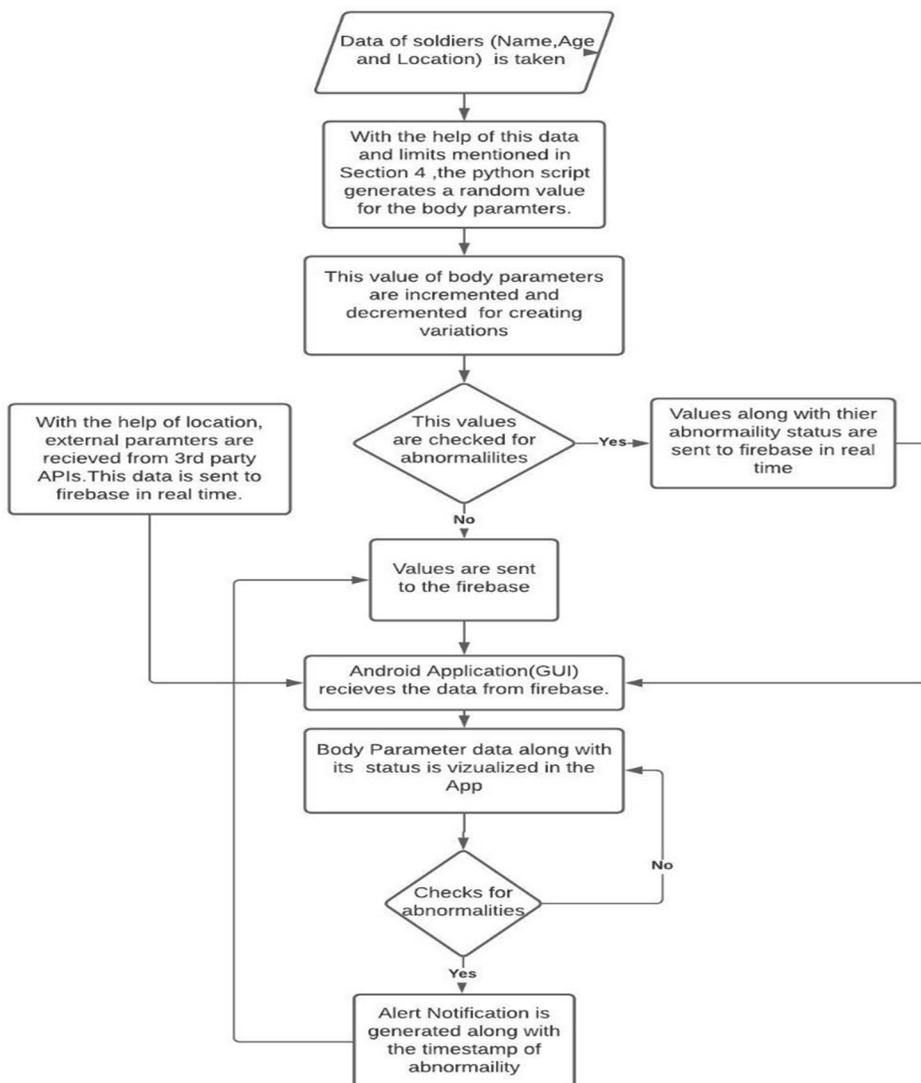 Data of soldiers (Name,Age
and Location) is taken
With the help of this data
and limits mentioned in
Section 4 ,the python script
generates a random value
for the body paramters.
This value of body parameters
are incremented and
decremented for creating
variations
This values
are checked for
abnormalilites
Yes
Values along with thier
abnormaility status are
sent to firebase in real
time
With the help of location,
external paramters are
recieved from 3rd party
APIs.This data is sent to
firebase in real time.
No
Values are sent
to the firebase
Android Application(GUI)
recieves the data from firebase.
Body Parameter data along with
its status is vizualized in the
App
No
Checks for
abnormalities
Yes
Alert Notification is
generated along with
the timestamp of
abnormaility